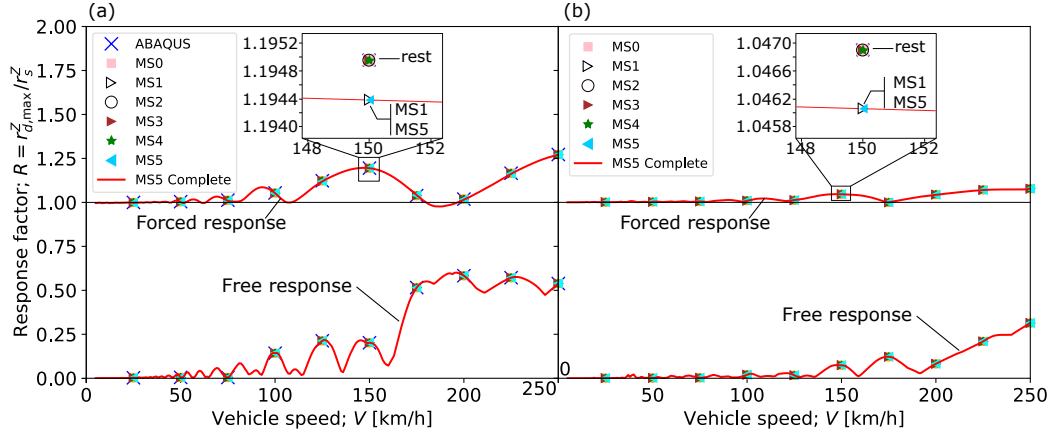 (a)
(b)
Response factor; R = r^Z_{d,max}/r^Z_s
2.00
1.75
1.50
1.25
1.00
0.75
0.50
0.25
0.00
ABAQUS
MS0
MS1
MS2
MS3
MS4
MS5
MS5 Complete
1.1952
1.1948
1.1944
1.1940
148
150
152
rest
MS1
MS5
Forced response
Free response
0
50
100
150
200
250
Vehicle speed; V [km/h]
MS0
MS1
MS2
MS3
MS4
MS5
MS5 Complete
1.0470
1.0466
1.0461
1.0458
148
150
152
rest
MS1
MS5
Forced response
Free response
0
50
100
150
200
250
Vehicle speed; V [km/h]